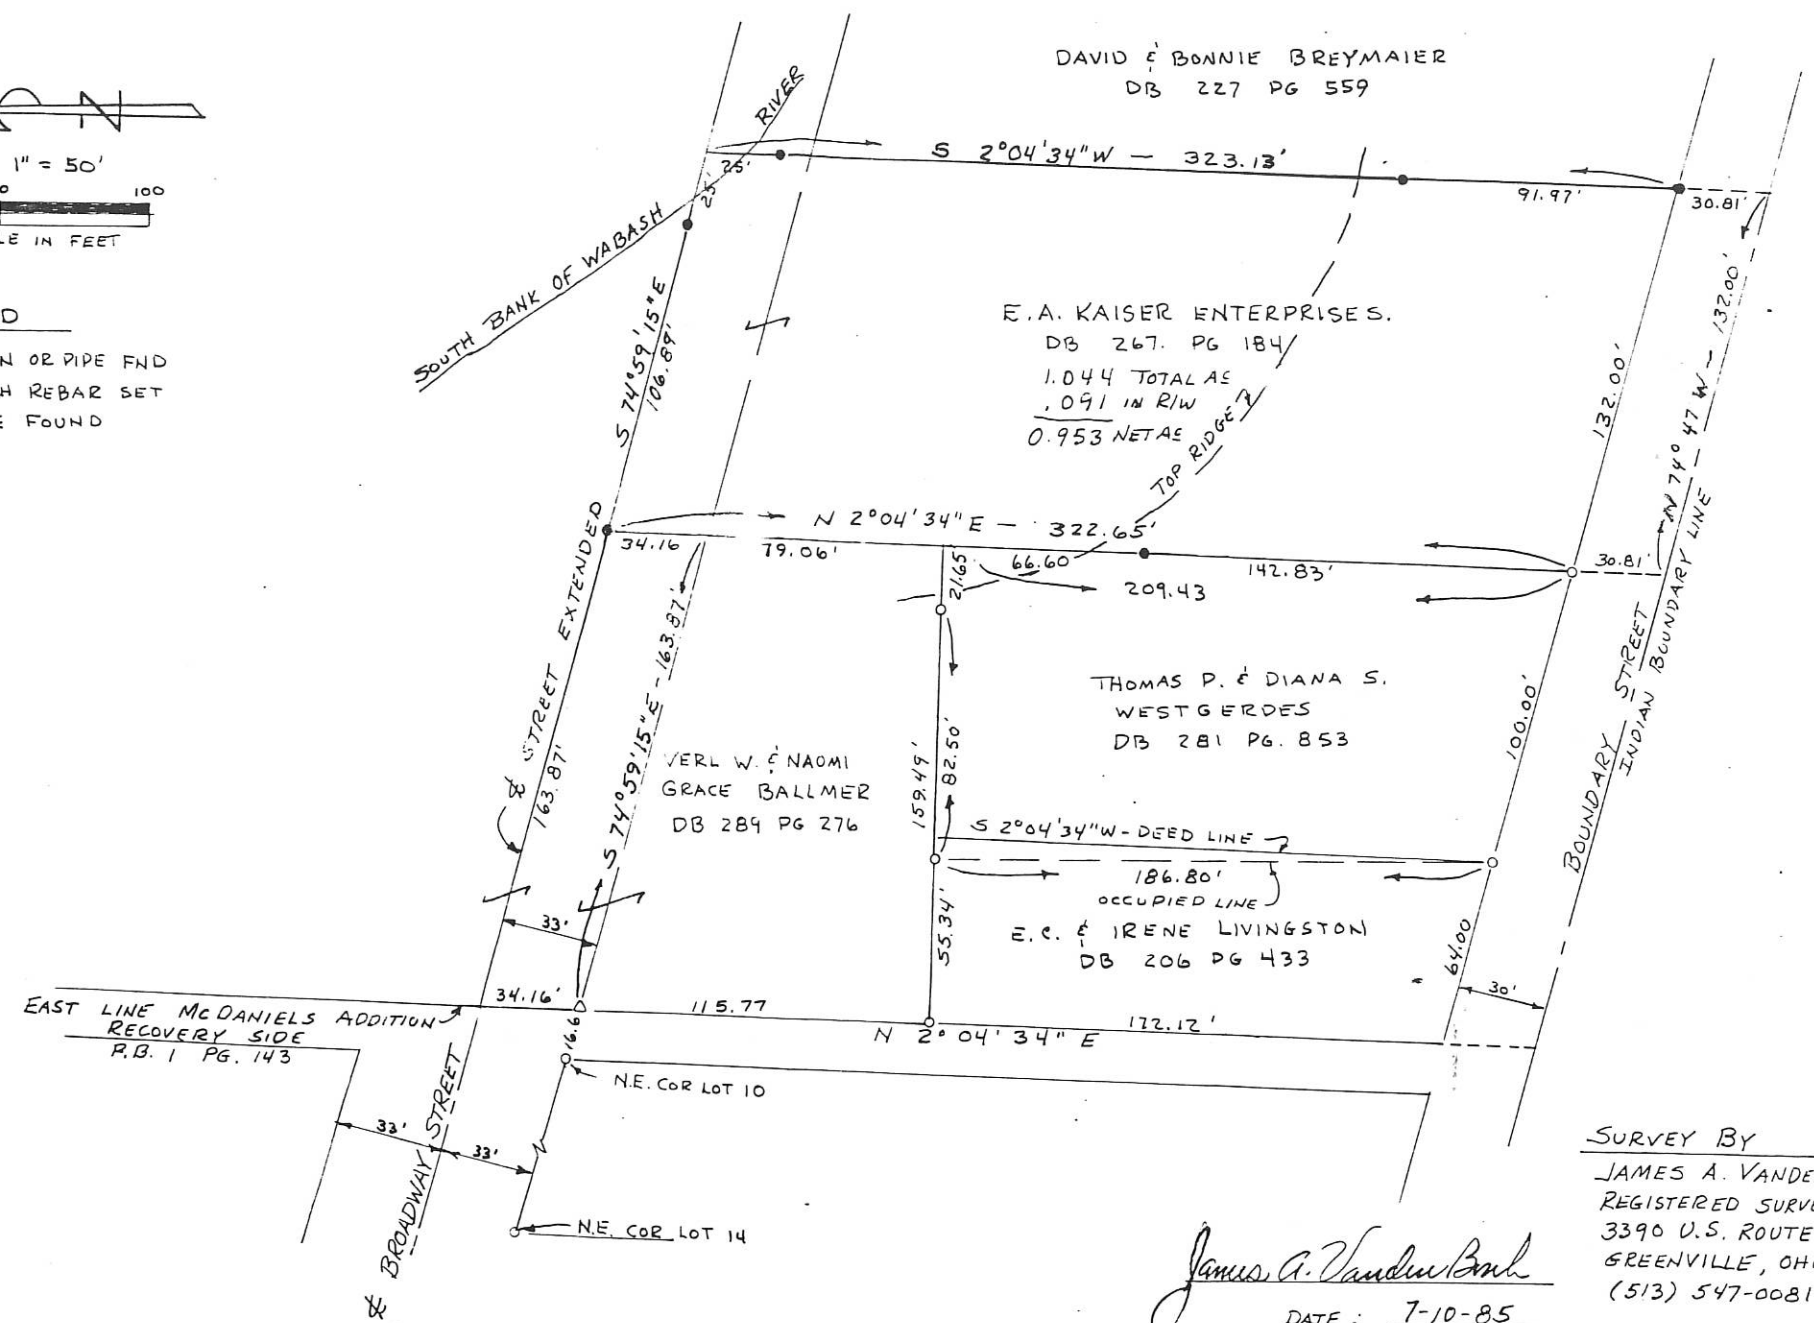 N
1" = 50'
0 100
LE IN FEET
D
N OR PIPE FND
H REBAR SET
E FOUND
DAVID & BONNIE BREYMAIER
DB 227 PG 559
SOUTH BANK OF WABASH RIVER
25'
25'
S 2°04'34"W — 323.13'
91.97'
30.81'
S 74°59'15"E
106.89'
E.A. KAISER ENTERPRISES.
DB 267. PG 184
1.044 TOTAL AC
.091 IN R/W
0.953 NET AC
TOP RIDGE
132.00'
N 74° 47 W — 132.00'
N 2°04'34"E — 322.65'
34.16
79.06'
66.60
142.83'
30.81'
209.43
21.65
¢ STREET EXTENDED
163.87'
S 74°59'15"E - 163.87'
VERL W. & NAOMI
GRACE BALLMER
DB 289 PG 276
159.49'
82.50'
THOMAS P. & DIANA S.
WESTGERDES
DB 281 PG. 853
100.00'
BOUNDARY STREET
INDIAN BOUNDARY LINE
S 2°04'34"W - DEED LINE
186.80'
OCCUPIED LINE
E.C. & IRENE LIVINGSTON
DB 206 PG 433
55.34'
64.00
33'
30'
EAST LINE McDANIELS ADDITION
RECOVERY SIDE
P.B. 1 PG. 143
34.16'
115.77
172.12'
N 2° 04' 34" E
16.6
N.E. COR LOT 10
33'
33'
N.E. COR LOT 14
¢ BROADWAY STREET
SURVEY BY
JAMES A. VANDE
REGISTERED SURVE
3390 U.S. ROUTE
GREENVILLE, OH
(513) 547-0081
James A. VandenBosch
DATE: 7-10-85